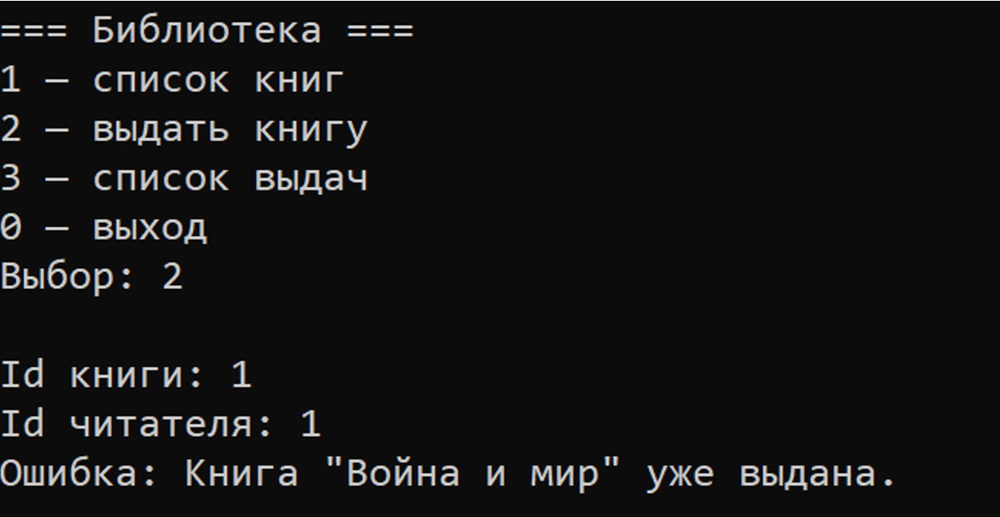 === Библиотека ===
1 — список книг
2 — выдать книгу
3 — список выдач
0 — выход
Выбор: 2
Id книги: 1
Id читателя: 1
Ошибка: Книга "Война и мир" уже выдана.